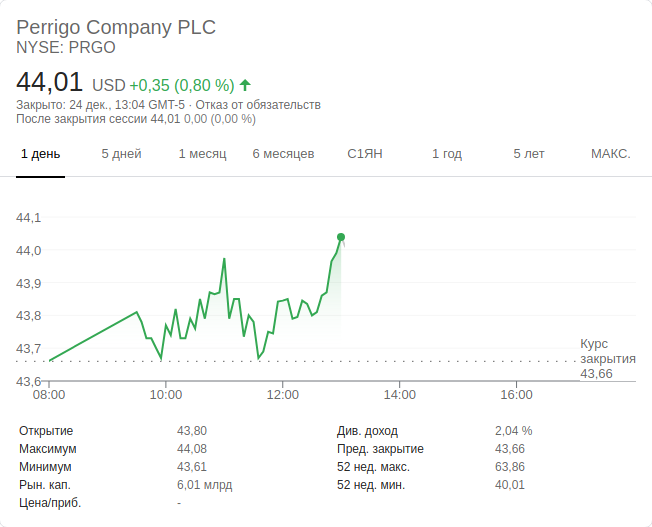 Perrigo Company PLC
NYSE: PRGO
44,01 USD +0,35 (0,80 %)
Закрыто: 24 дек., 13:04 GMT-5 · Отказ от обязательств
После закрытия сессии 44,01 0,00 (0,00 %)
1 день 5 дней 1 месяц 6 месяцев С1ЯН 1 год 5 лет МАКС.
44,1
44,0
43,9
43,8
43,7
43,6
Курс
закрытия
43,66
08:00 10:00 12:00 14:00 16:00
Открытие 43,80 Див. доход 2,04 %
Максимум 44,08 Пред. закрытие 43,66
Минимум 43,61 52 нед. макс. 63,86
Рын. кап. 6,01 млрд 52 нед. мин. 40,01
Цена/приб. -